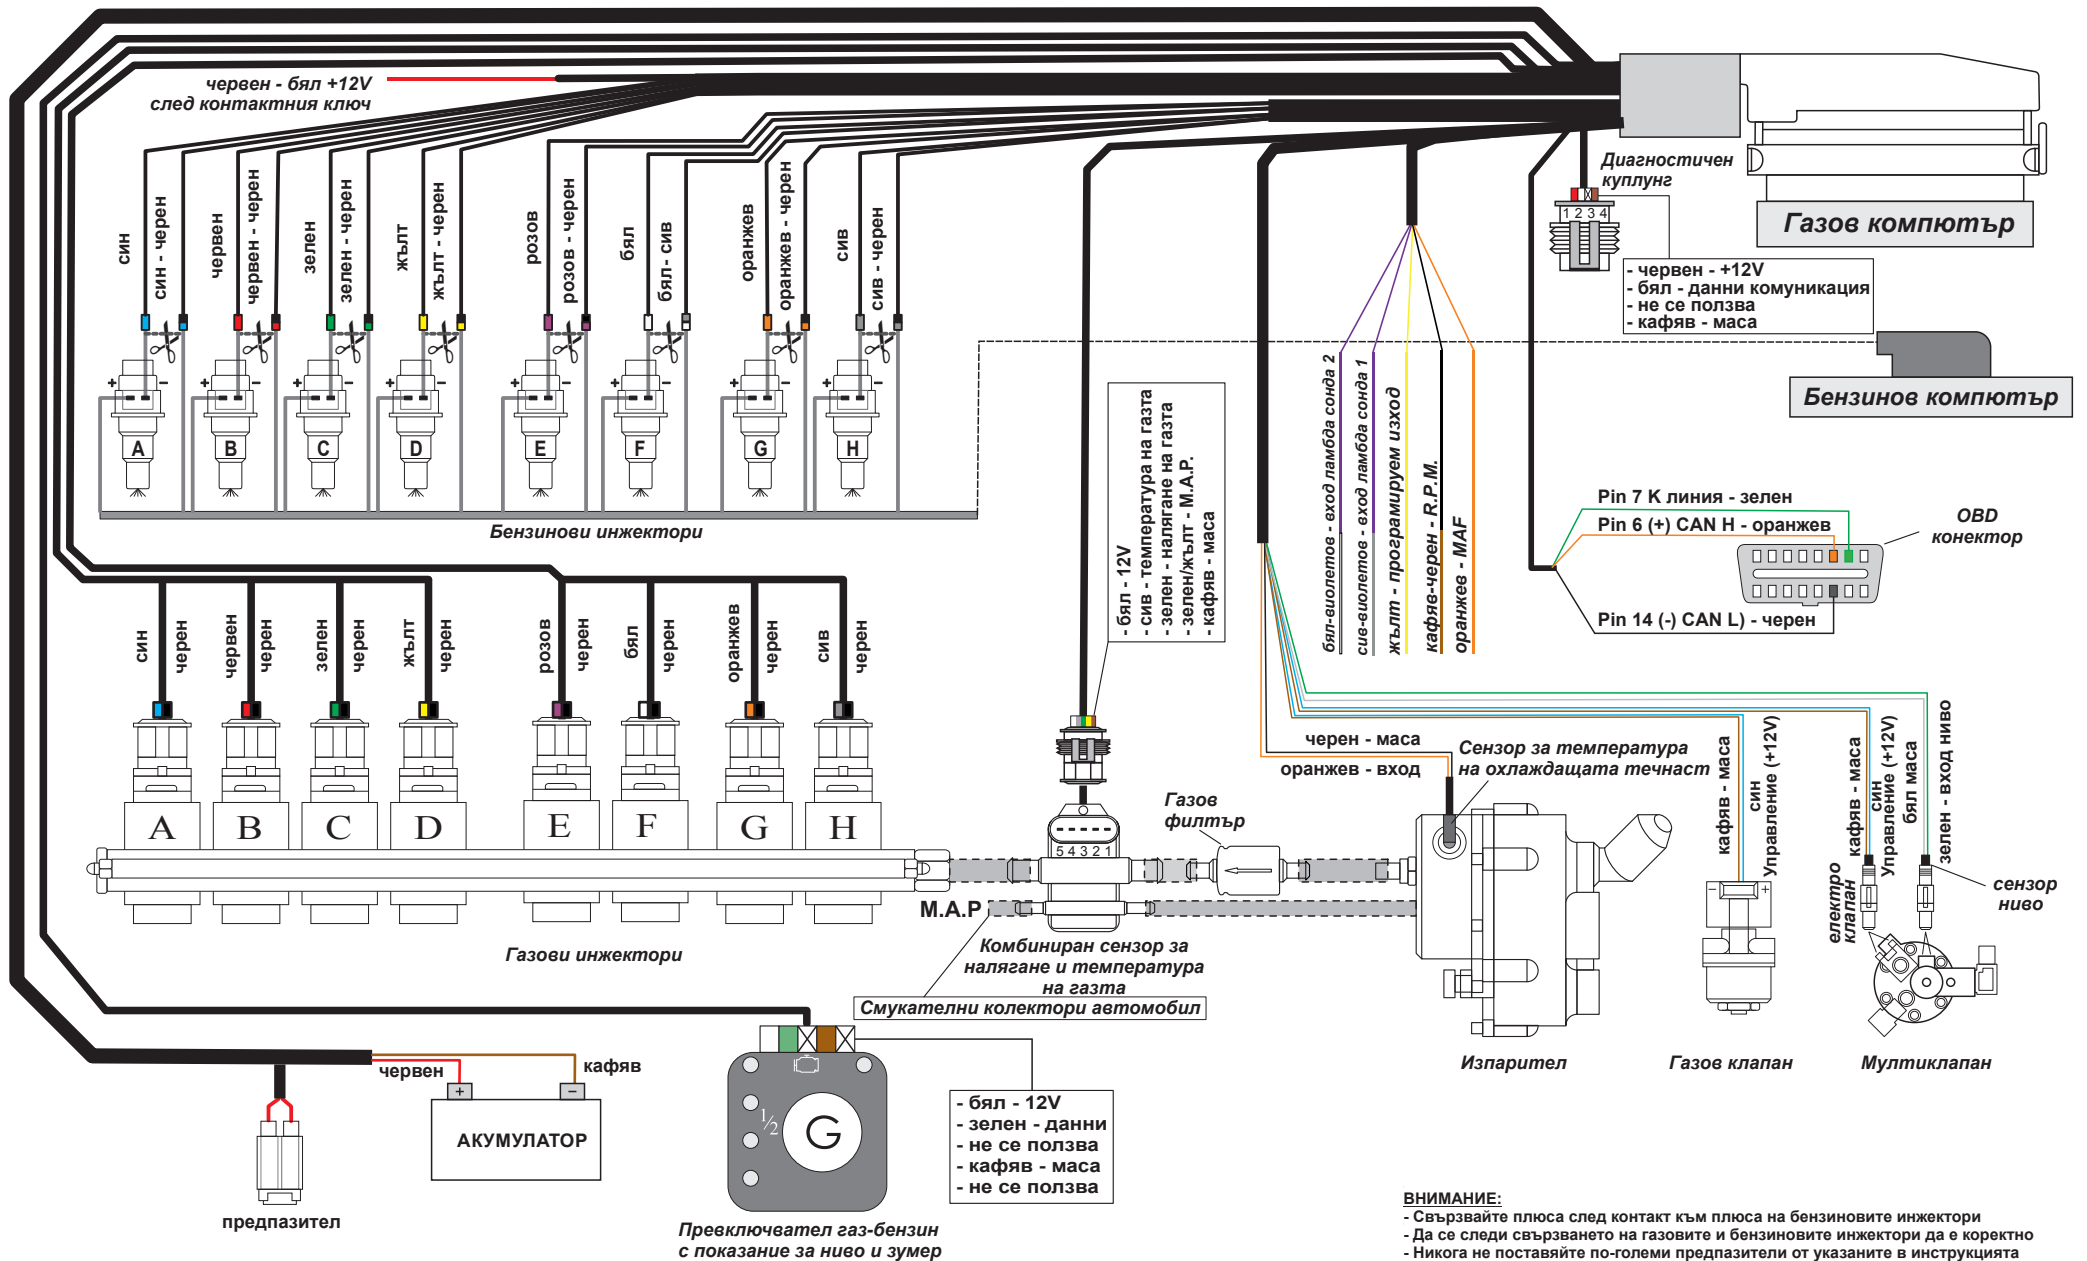 червен - бял +12V
след контактния ключ
син
син - черен
червен
червен - черен
зелен
зелен - черен
жълт
жълт - черен
розов
розов - черен
бял
бял- сив
оранжев
оранжев - черен
сив
сив - черен
+ −
+ −
+ −
+ −
+ −
+ −
+ −
+ −
A
B
C
D
E
F
G
H
Бензинови инжектори
Диагностичен
куплунг
1 2 3 4
Газов компютър
- червен - +12V
- бял - данни комуникация
- не се ползва
- кафяв - маса
Бензинов компютър
- бял - 12V
- сив - температура на газта
- зелен - налягане на газта
- зелен/жълт - M.A.P.
- кафяв - маса
бял-виолетов - вход ламбда сонда 2
сив-виолетов - вход ламбда сонда 1
жълт - програмируем изход
кафяв-черен - R.P.M.
оранжев - MAF
Pin 7 K линия - зелен
Pin 6 (+) CAN H - оранжев
Pin 14 (-) CAN L) - черен
OBD
конектор
син
черен
червен
черен
зелен
черен
жълт
черен
розов
черен
бял
черен
оранжев
черен
сив
черен
A
B
C
D
E
F
G
H
Газови инжектори
5 4 3 2 1
M.A.P
Комбиниран сензор за
налягане и температура
на газта
Смукателни колектори автомобил
Газов
филтър
черен - маса
оранжев - вход
Сензор за температура
на охлаждащата течнаст
Изпарител
кафяв - маса
син
Управление (+12V)
− +
Газов клапан
кафяв - маса
син
Управление (+12V)
бял маса
зелен - вход ниво
електро
клапан
сензор
ниво
Мултиклапан
червен
кафяв
+ −
АКУМУЛАТОР
предпазител
1/2
G
- бял - 12V
- зелен - данни
- не се ползва
- кафяв - маса
- не се ползва
Превключвател газ-бензин
с показание за ниво и зумер
ВНИМАНИЕ:
- Свързвайте плюса след контакт към плюса на бензиновите инжектори
- Да се следи свързването на газовите и бензиновите инжектори да е коректно
- Никога не поставяйте по-големи предпазители от указаните в инструкцията